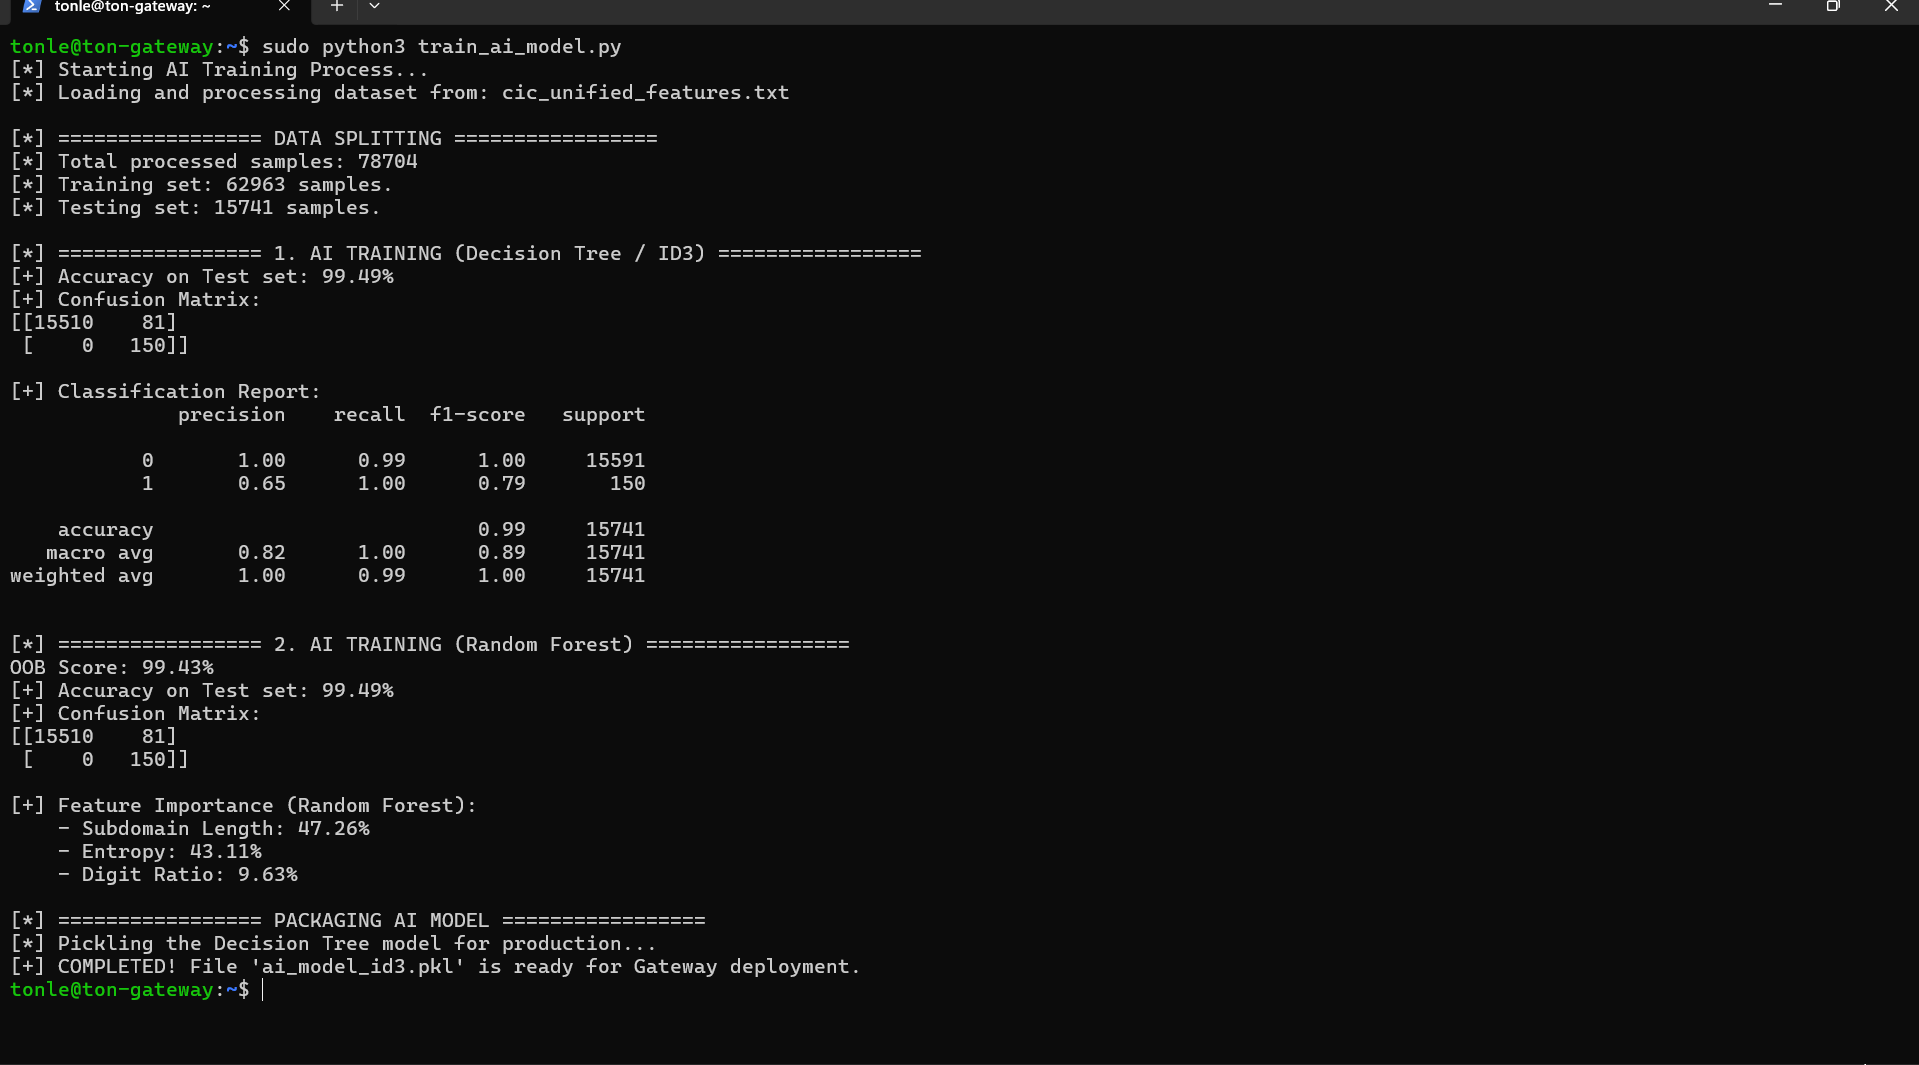 tonle@ton-gateway: ~
tonle@ton-gateway:~$ sudo python3 train_ai_model.py
[*] Starting AI Training Process...
[*] Loading and processing dataset from: cic_unified_features.txt
[*] ================= DATA SPLITTING =================
[*] Total processed samples: 78704
[*] Training set: 62963 samples.
[*] Testing set: 15741 samples.
[*] ================= 1. AI TRAINING (Decision Tree / ID3) =================
[+] Accuracy on Test set: 99.49%
[+] Confusion Matrix:
[[15510    81]
 [    0   150]]
[+] Classification Report:
              precision    recall  f1-score   support
           0       1.00      0.99      1.00     15591
           1       0.65      1.00      0.79       150
    accuracy                           0.99     15741
   macro avg       0.82      1.00      0.89     15741
weighted avg       1.00      0.99      1.00     15741
[*] ================= 2. AI TRAINING (Random Forest) =================
OOB Score: 99.43%
[+] Accuracy on Test set: 99.49%
[+] Confusion Matrix:
[[15510    81]
 [    0   150]]
[+] Feature Importance (Random Forest):
    - Subdomain Length: 47.26%
    - Entropy: 43.11%
    - Digit Ratio: 9.63%
[*] ================= PACKAGING AI MODEL =================
[*] Pickling the Decision Tree model for production...
[+] COMPLETED! File 'ai_model_id3.pkl' is ready for Gateway deployment.
tonle@ton-gateway:~$